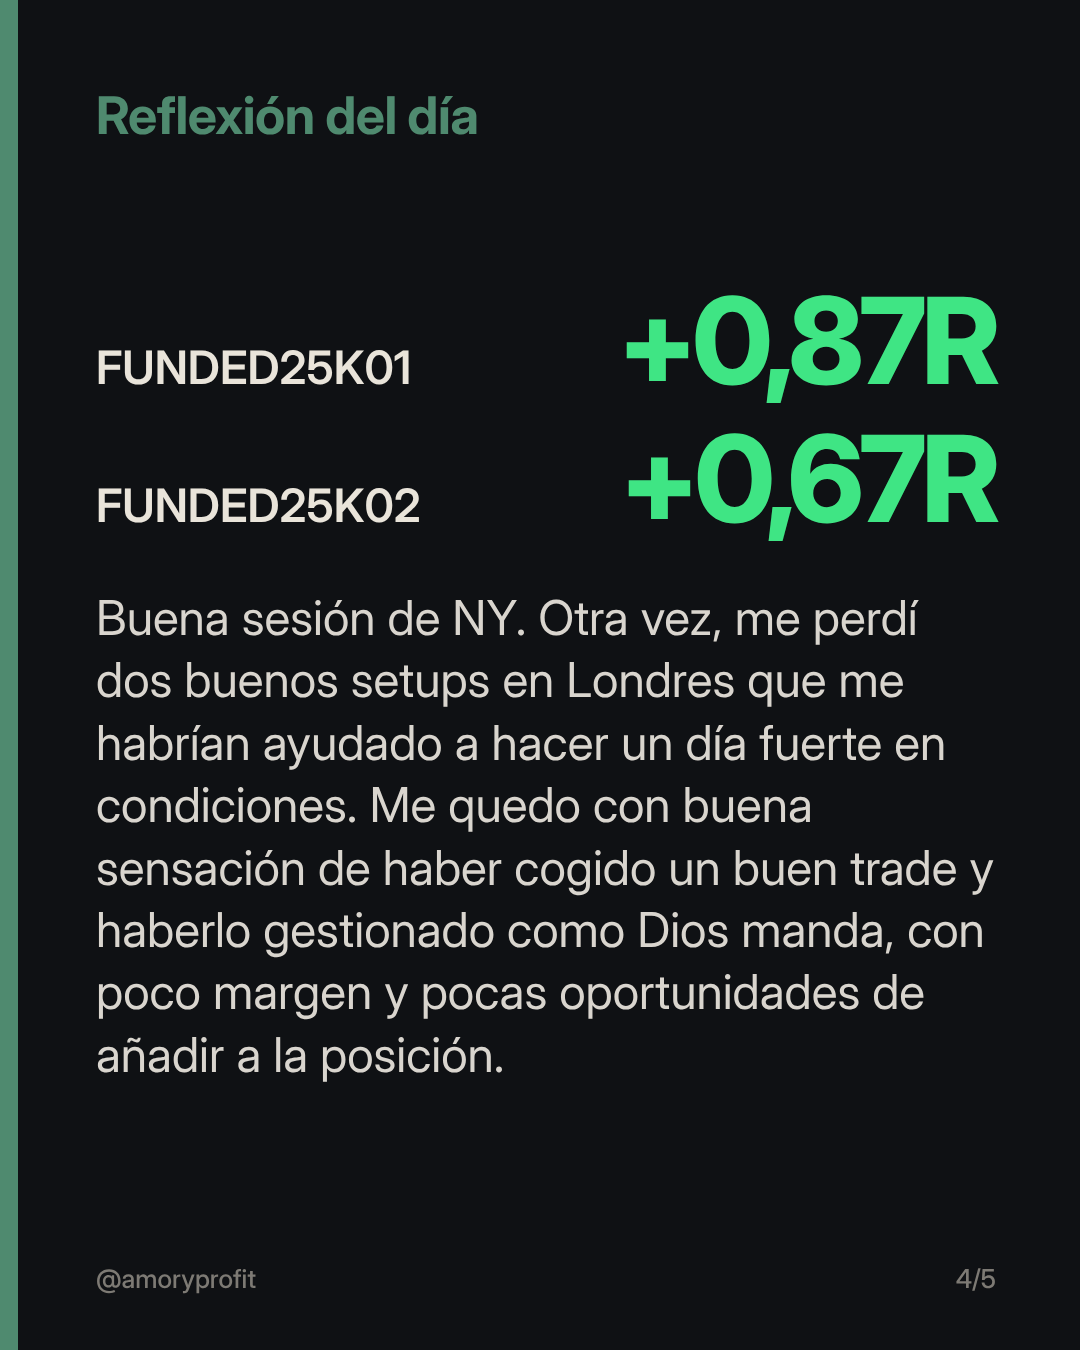 Reflexión del día
FUNDED25K01 +0,87R
FUNDED25K02 +0,67R
Buena sesión de NY. Otra vez, me perdí
dos buenos setups en Londres que me
habrían ayudado a hacer un día fuerte en
condiciones. Me quedo con buena
sensación de haber cogido un buen trade y
haberlo gestionado como Dios manda, con
poco margen y pocas oportunidades de
añadir a la posición.
@amoryprofit 4/5